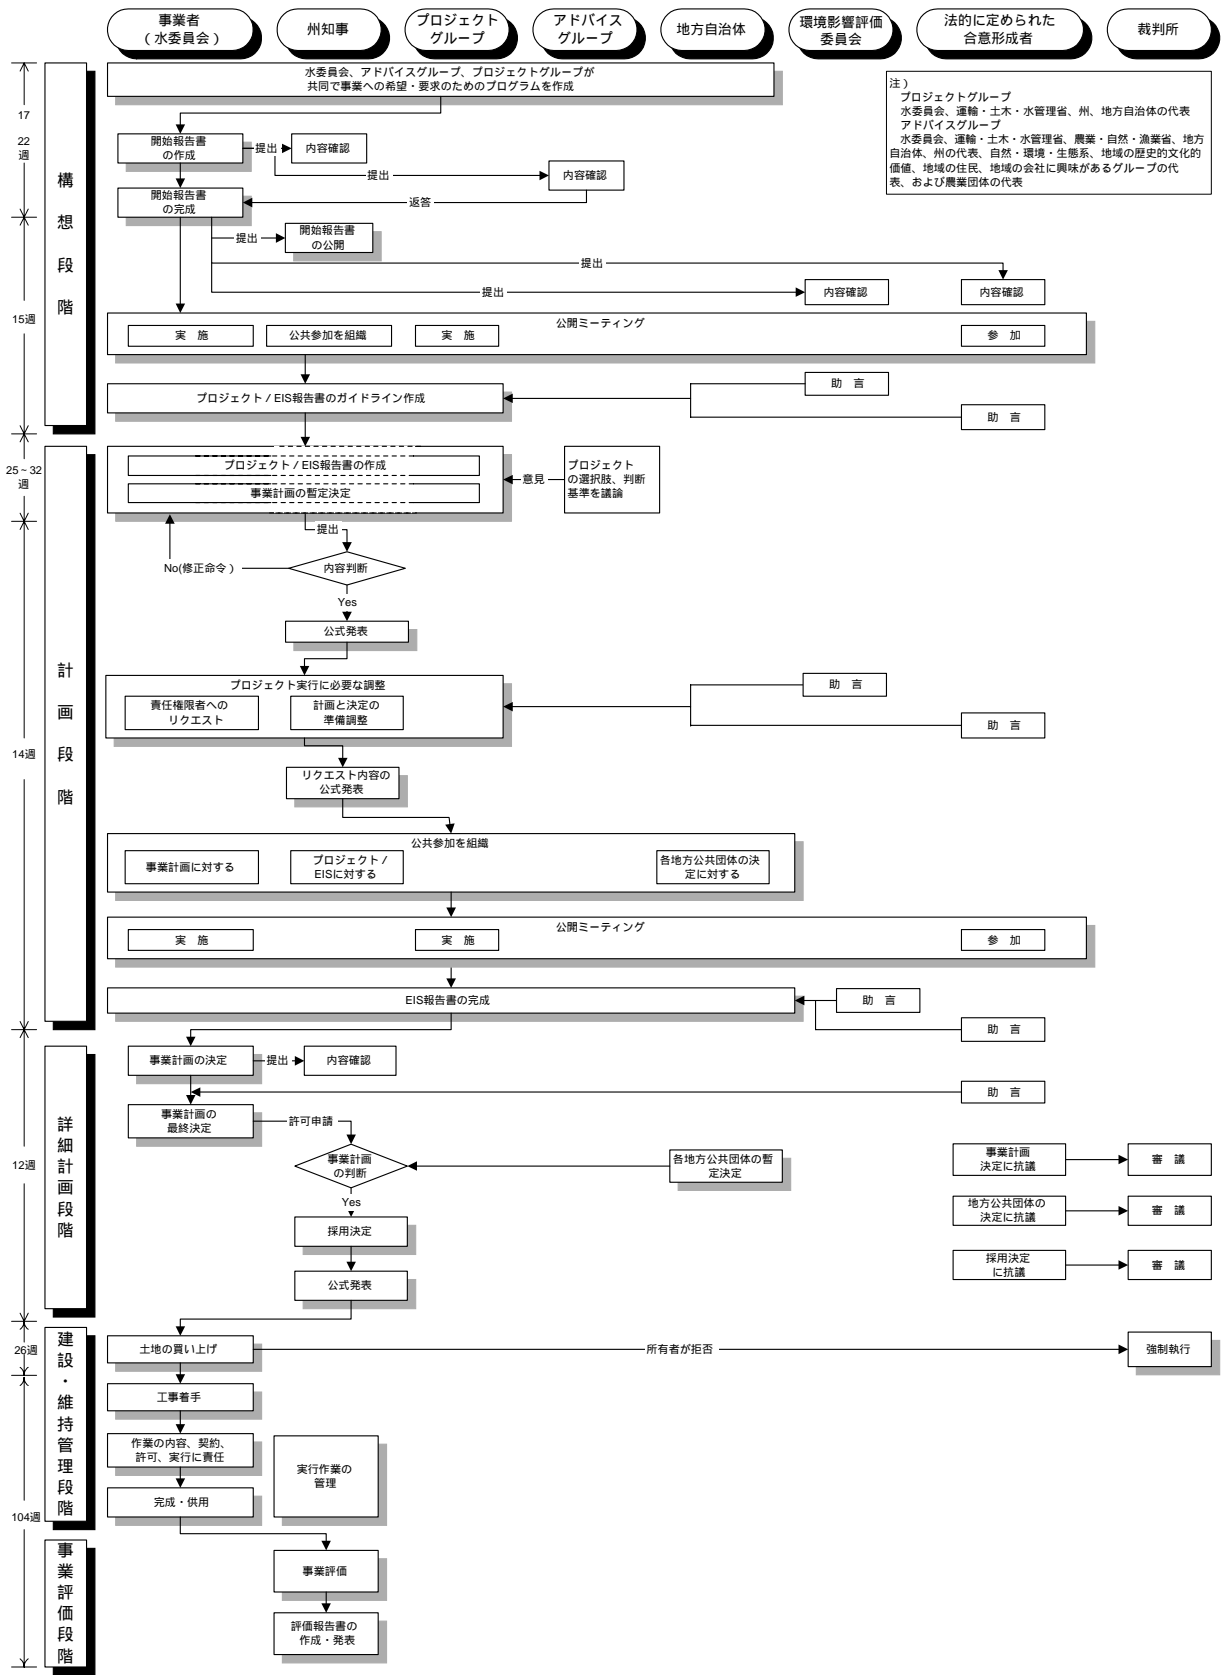 事業者
（水委員会）
州知事
プロジェクト
グループ
アドバイス
グループ
地方自治体
環境影響評価
委員会
法的に定められた
合意形成者
裁判所
水委員会、アドバイスグループ、プロジェクトグループが
共同で事業への希望・要求のためのプログラムを作成
注）
プロジェクトグループ
水委員会、運輸・土木・水管理省、州、地方自治体の代表
アドバイスグループ
水委員会、運輸・土木・水管理省、農業・自然・漁業省、地方
自治体、州の代表、自然・環境・生態系、地域の歴史的文化的
価値、地域の住民、地域の会社に興味があるグループの代
表、および農業団体の代表
17
22
週
構想段階
開始報告書
の作成
提出
内容確認
提出
内容確認
開始報告書
の完成
返答
提出
開始報告書
の公開
提出
提出
内容確認
内容確認
15週
公開ミーティング
実 施
公共参加を組織
実 施
参 加
プロジェクト / EIS報告書のガイドライン作成
助 言
助 言
25～32
週
計画段階
プロジェクト / EIS報告書の作成
事業計画の暫定決定
意見
プロジェクト
の選択肢、判断
基準を議論
提出
No(修正命令 )
内容判断
Yes
公式発表
14週
プロジェクト実行に必要な調整
責任権限者への
リクエスト
計画と決定の
準備調整
助 言
助 言
リクエスト内容の
公式発表
公共参加を組織
事業計画に対する
プロジェクト /
EISに対する
各地方公共団体の決
定に対する
公開ミーティング
実 施
実 施
参 加
EIS報告書の完成
助 言
助 言
12週
詳細計画段階
事業計画の決定
提出
内容確認
助 言
事業計画の
最終決定
許可申請
事業計画
の判断
各地方公共団体の暫
定決定
事業計画
決定に抗議
審 議
Yes
採用決定
地方公共団体の
決定に抗議
審 議
公式発表
採用決定
に抗議
審 議
26週
建設・維持管理段階
土地の買い上げ
所有者が拒否
強制執行
工事着手
作業の内容、契約、
許可、実行に責任
実行作業の
管理
完成・供用
104週
事業評価段階
事業評価
評価報告書の
作成・発表